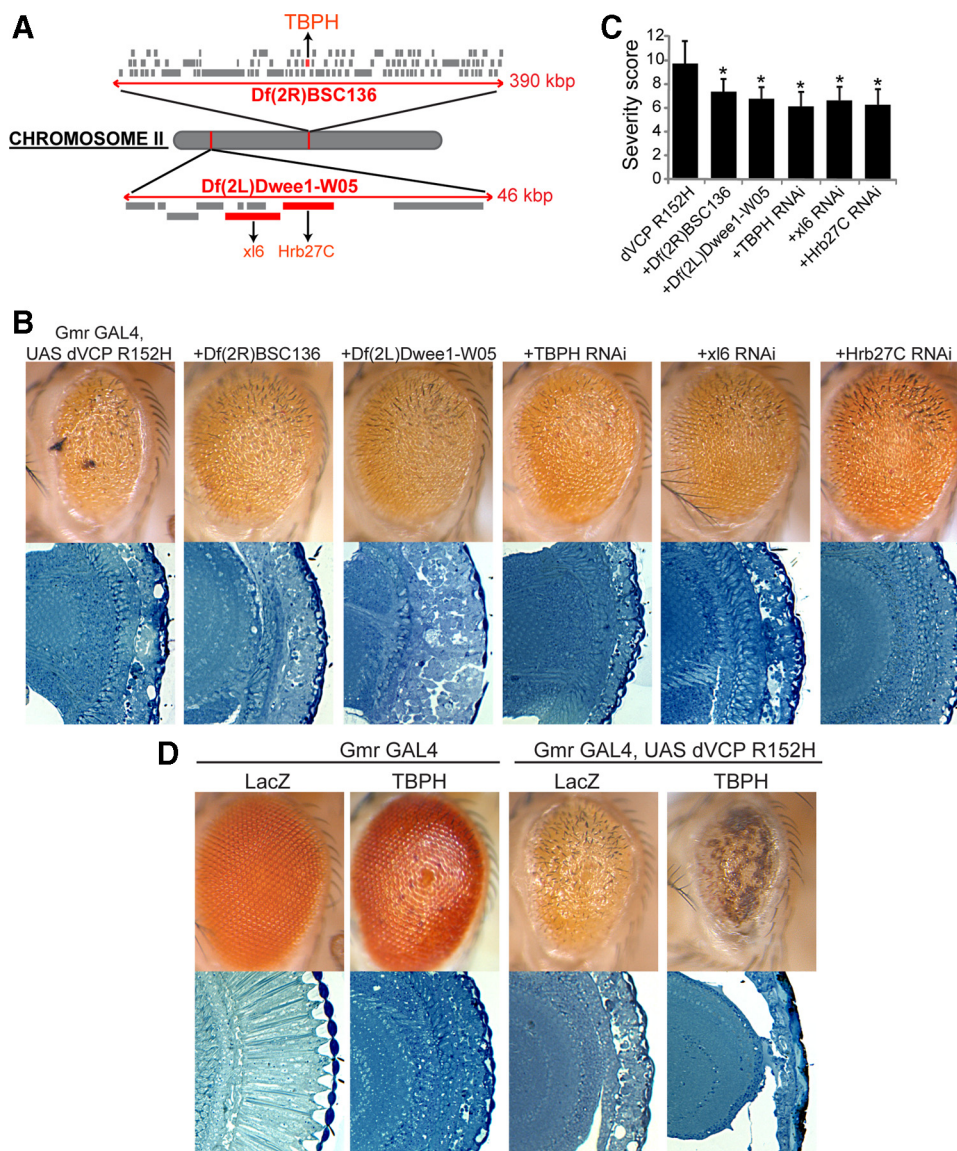 A
TBPH
390 kbp
Df(2R)BSC136
CHROMOSOME II
Df(2L)Dwee1-W05
46 kbp
xl6
Hrb27C
C
Severity score
12
10
8
6
4
2
0
*
*
*
*
*
dVCP R152H
+Df(2R)BSC136
+Df(2L)Dwee1-W05
+TBPH RNAi
+xl6 RNAi
+Hrb27C RNAi
B
Gmr GAL4,
UAS dVCP R152H
+Df(2R)BSC136
+Df(2L)Dwee1-W05
+TBPH RNAi
+xl6 RNAi
+Hrb27C RNAi
D
Gmr GAL4
Gmr GAL4, UAS dVCP R152H
LacZ
TBPH
LacZ
TBPH